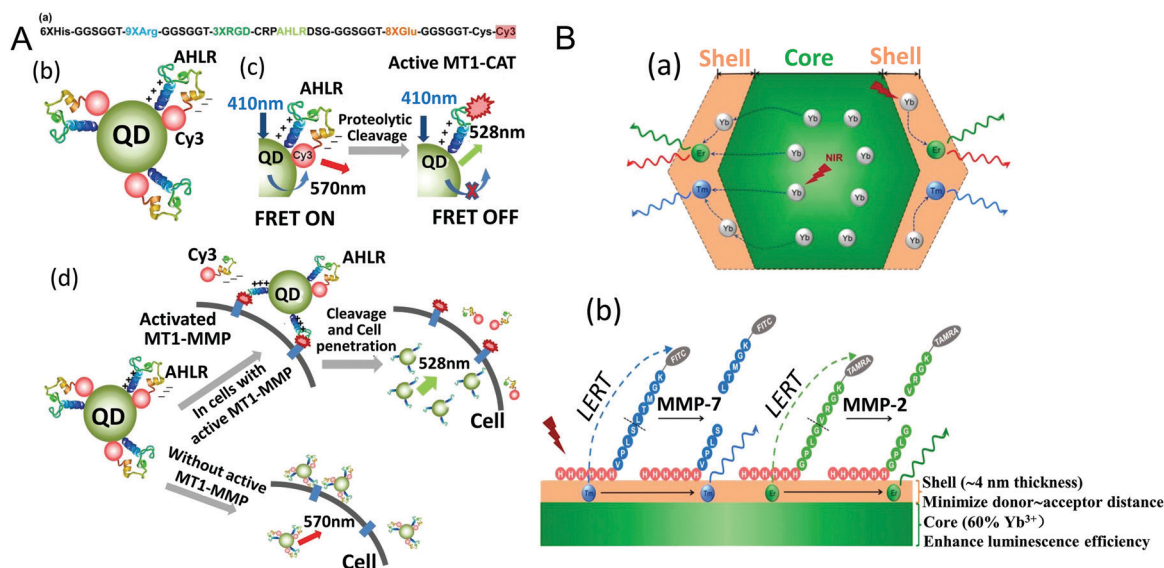 A
(a)
6XHis-GGSGGT-9XArg-GGSGGT-3XRGD-CRPAHLRDSG-GGSGGT-8XGlu-GGSGGT-Cys-Cy3
(b)
AHLR
QD
Cy3
+++
(c)
410nm
AHLR
+++
QD
Cy3
570nm
FRET ON
Proteolytic
Cleavage
Active MT1-CAT
410nm
+++
528nm
QD
X
FRET OFF
(d)
Cy3
AHLR
+++
QD
Activated
MT1-MMP
Cleavage
and Cell
penetration
528nm
Cell
AHLR
+++
QD
In cells with
active MT1-MMP
Without active
MT1-MMP
570nm
Cell
B
(a)
Shell
Core
Shell
Yb
Yb
Yb
Yb
Er
Yb
Yb
Er
NIR
Tm
Yb
Yb
Tm
Yb
Yb
Yb
Yb
(b)
LERT
FITC
K
G
M
T
L
S
L
P
V
MMP-7
K
G
M
T
L
S
L
P
V
LERT
TAMRA
K
G
R
V
G
L
P
G
MMP-2
TAMRA
K
G
R
V
G
L
P
G
HHHHHH
HHHHHH
HHHHHH
HHHHHH
Tm
Tm
Er
Er
Shell (~4 nm thickness)
Minimize donor~acceptor distance
Core (60% Yb³⁺)
Enhance luminescence efficiency